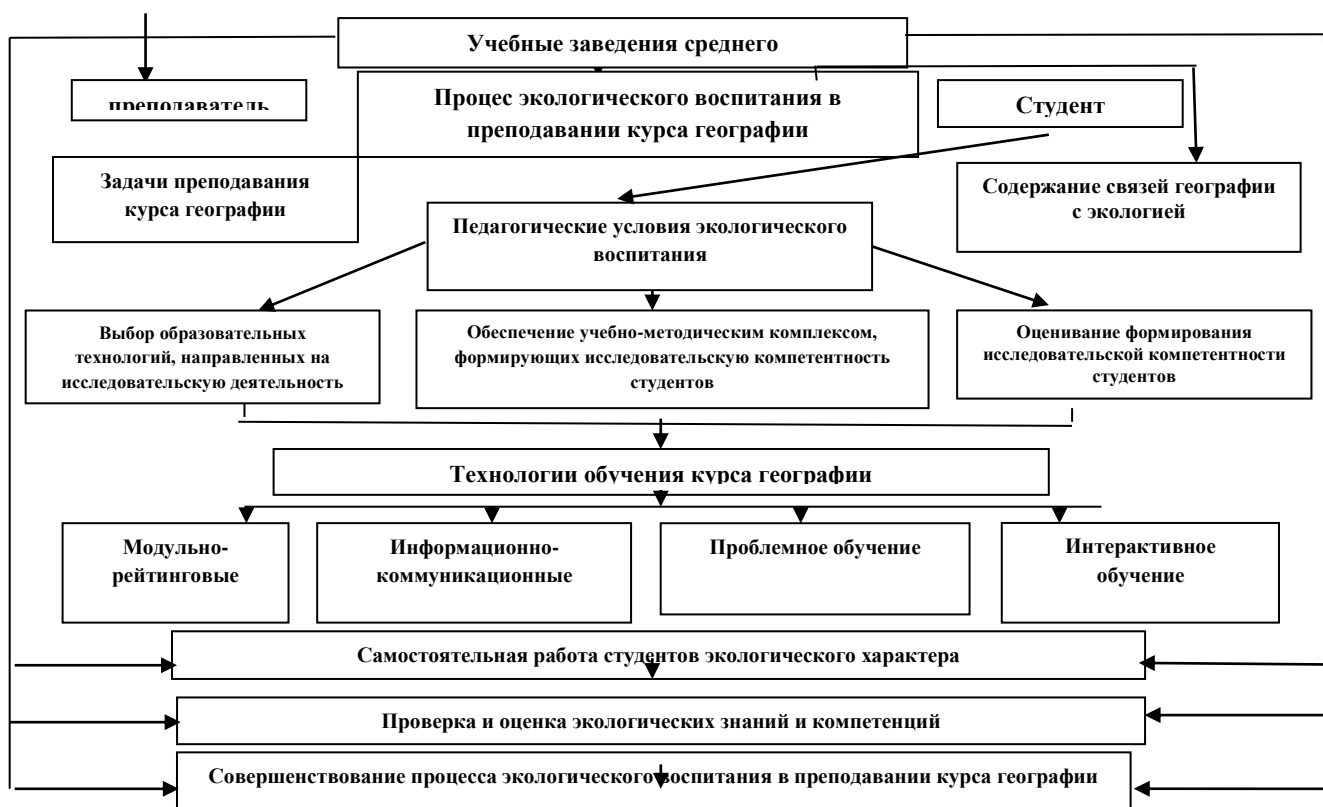 Учебные заведения среднего
преподаватель
Процес экологического воспитания в
преподавании курса географии
Студент
Задачи преподавания
курса географии
Содержание связей географии
с экологией
Педагогические условия экологического
воспитания
Выбор образовательных
технологий, направленных на
исследовательскую деятельность
Обеспечение учебно-методическим комплексом,
формирующих исследовательскую компетентность
студентов
Оценивание формирования
исследовательской компетентности
студентов
Технологии обучения курса географии
Модульно-
рейтинговые
Информационно-
коммуникационные
Проблемное обучение
Интерактивное
обучение
Самостоятельная работа студентов экологического характера
Проверка и оценка экологических знаний и компетенций
Совершенствование процесса экологического воспитания в преподавании курса географии